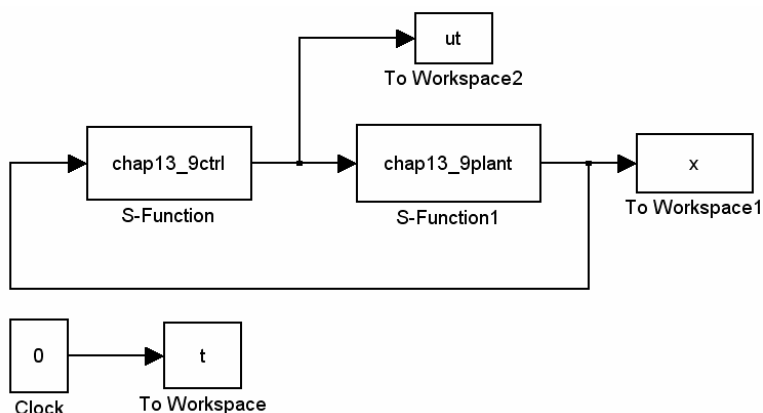 ut
To Workspace2
chap13_9ctrl
S-Function
chap13_9plant
S-Function1
x
To Workspace1
0
Clock
t
To Workspace